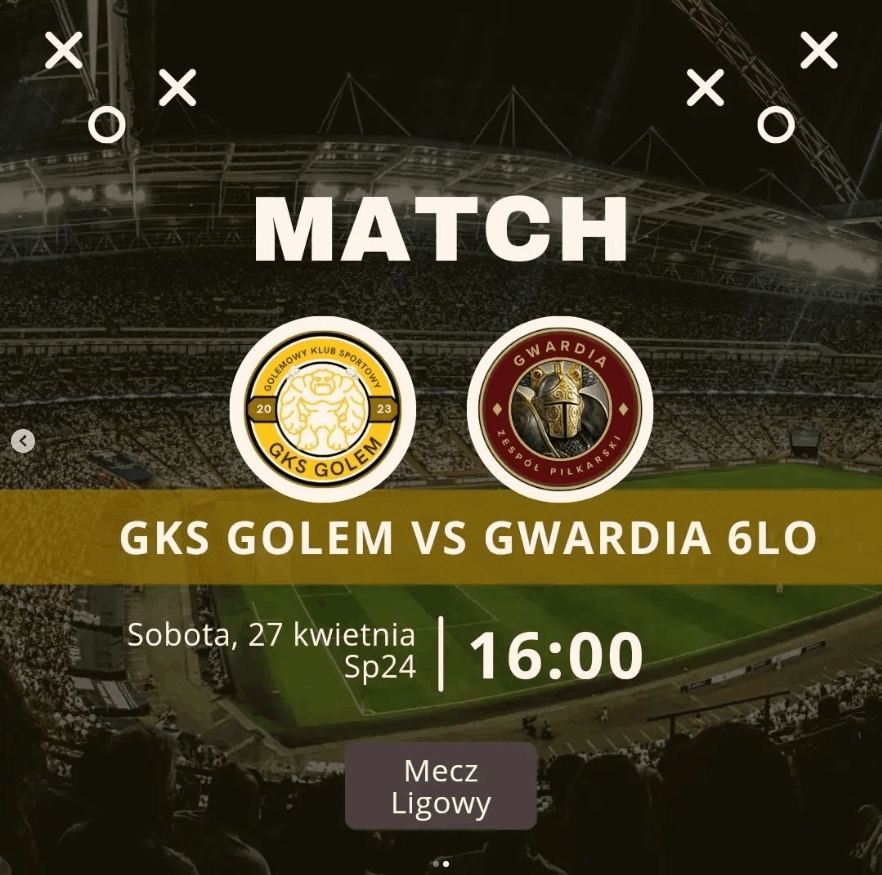 MATCH
GOLEMOWY KLUB SPORTOWY
20 23
GKS GOLEM
GWARDIA
ZESPÓŁ PIŁKARSKI
GKS GOLEM VS GWARDIA 6LO
Sobota, 27 kwietnia
Sp24
16:00
Mecz
Ligowy